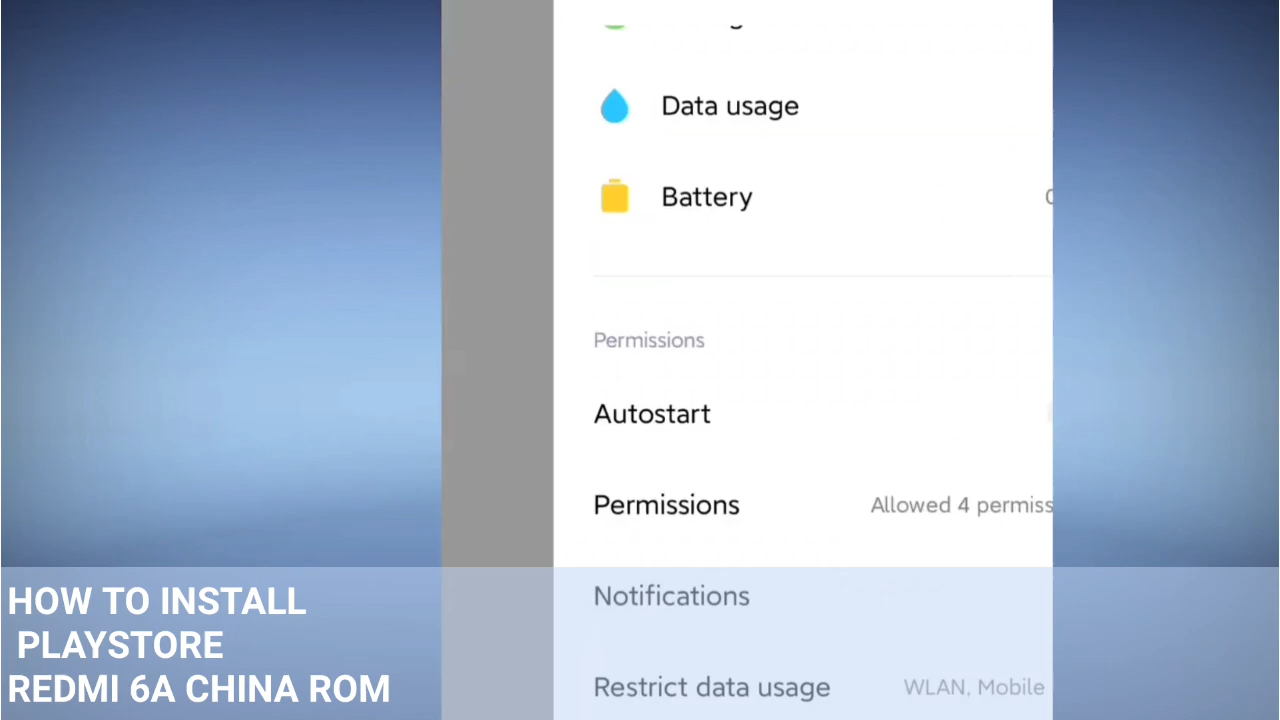 Data usage
Battery
Permissions
Autostart
Permissions Allowed 4 permiss
Notifications
Restrict data usage WLAN, Mobile
HOW TO INSTALL
PLAYSTORE
REDMI 6A CHINA ROM